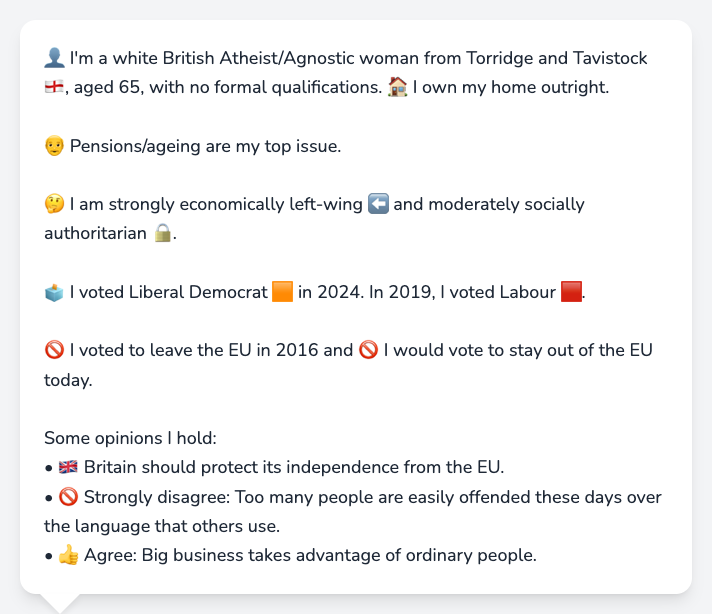 👤 I'm a white British Atheist/Agnostic woman from Torridge and Tavistock
🏴󠁧󠁢󠁥󠁮󠁧󠁿, aged 65, with no formal qualifications. 🏠 I own my home outright.
👴 Pensions/ageing are my top issue.
🤔 I am strongly economically left-wing ⬅️ and moderately socially
authoritarian 🔒.
🗳️ I voted Liberal Democrat 🟧 in 2024. In 2019, I voted Labour 🟥.
🚫 I voted to leave the EU in 2016 and 🚫 I would vote to stay out of the EU
today.
Some opinions I hold:
• 🇬🇧 Britain should protect its independence from the EU.
• 🚫 Strongly disagree: Too many people are easily offended these days over
the language that others use.
• 👍 Agree: Big business takes advantage of ordinary people.